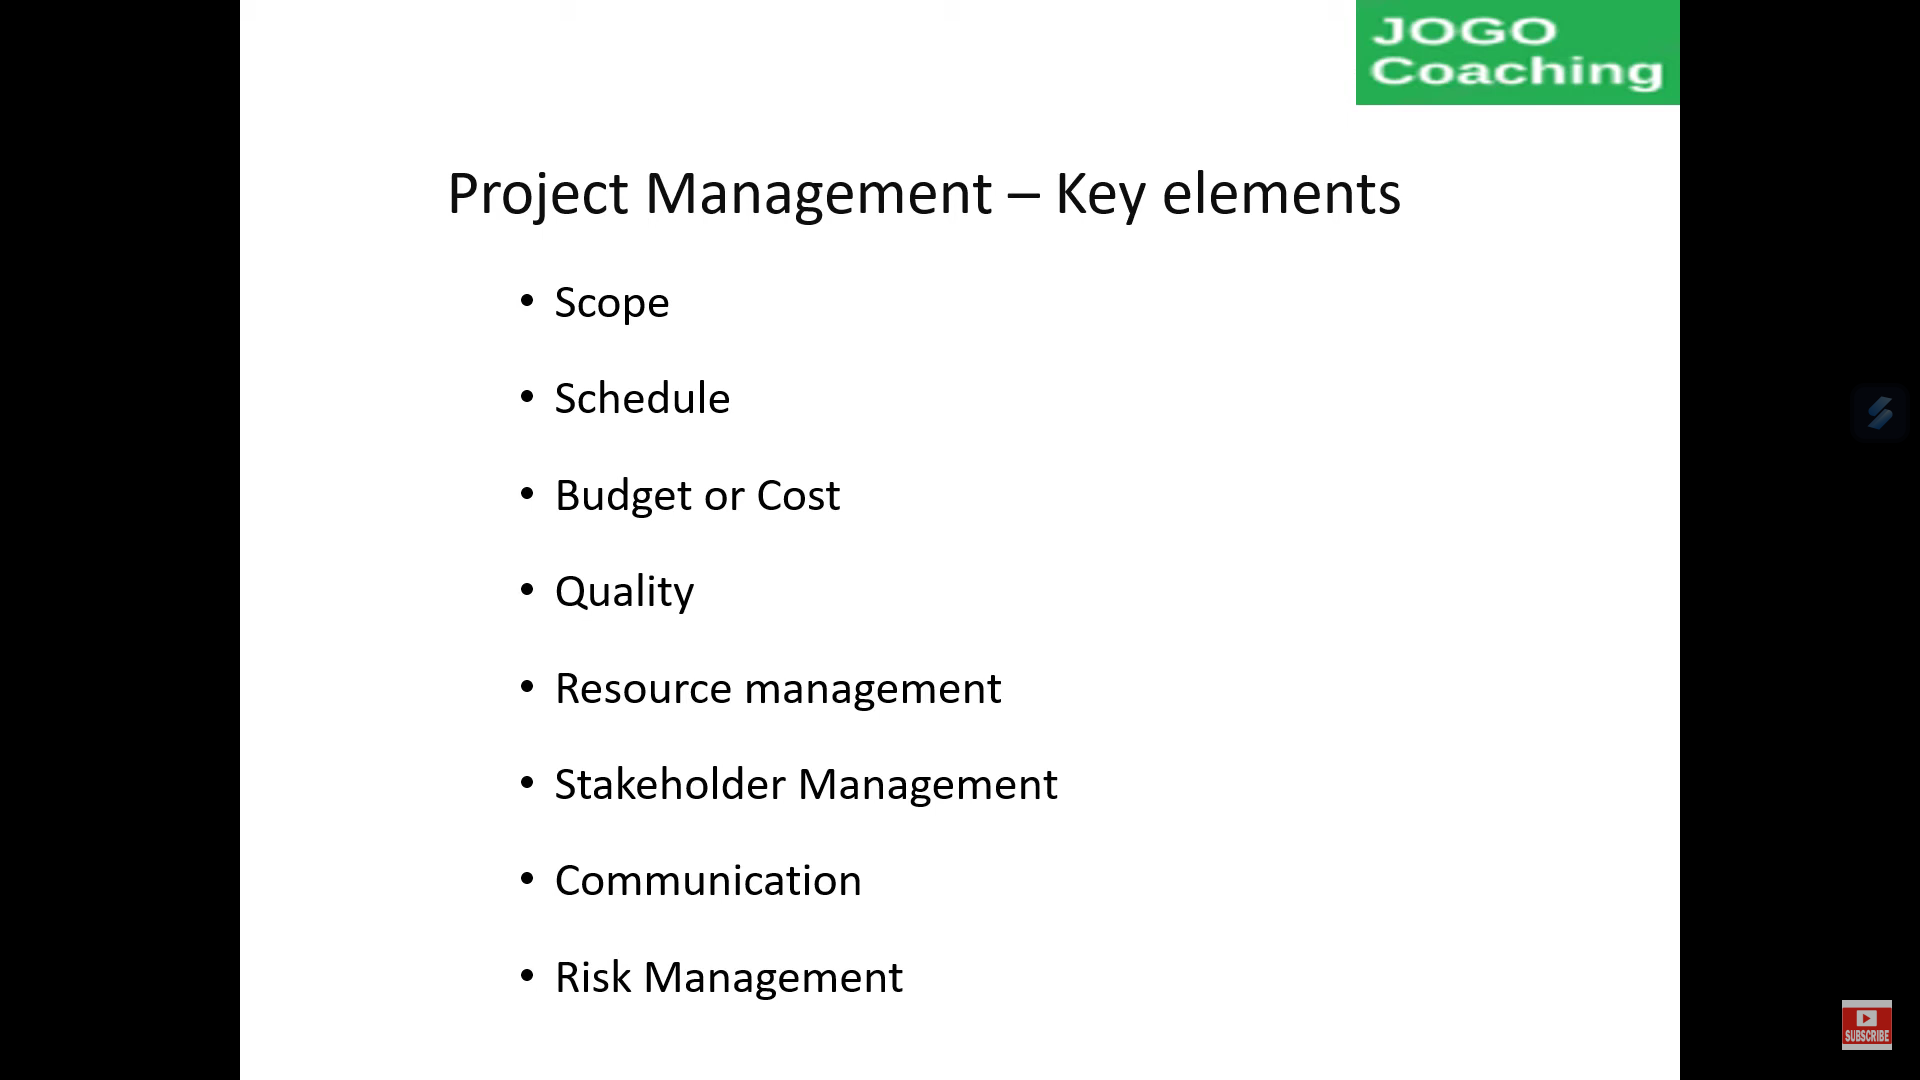 JOGO
Coaching
Project Management – Key elements
• Scope
• Schedule
• Budget or Cost
• Quality
• Resource management
• Stakeholder Management
• Communication
• Risk Management
SUBSCRIBE